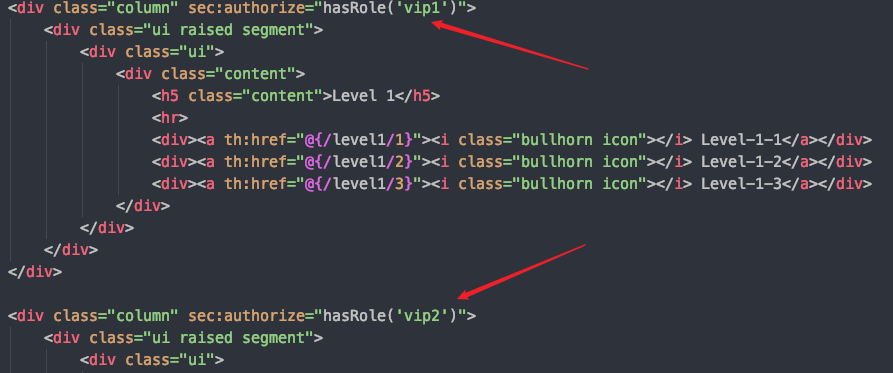 <div class="column" sec:authorize="hasRole('vip1')">
<div class="ui raised segment">
<div class="ui">
<div class="content">
<h5 class="content">Level 1</h5>
<hr>
<div><a th:href="@{/level1/1}"><i class="bullhorn icon"></i> Level-1-1</a></div>
<div><a th:href="@{/level1/2}"><i class="bullhorn icon"></i> Level-1-2</a></div>
<div><a th:href="@{/level1/3}"><i class="bullhorn icon"></i> Level-1-3</a></div>
</div>
</div>
</div>
</div>
<div class="column" sec:authorize="hasRole('vip2')">
<div class="ui raised segment">
<div class="ui">